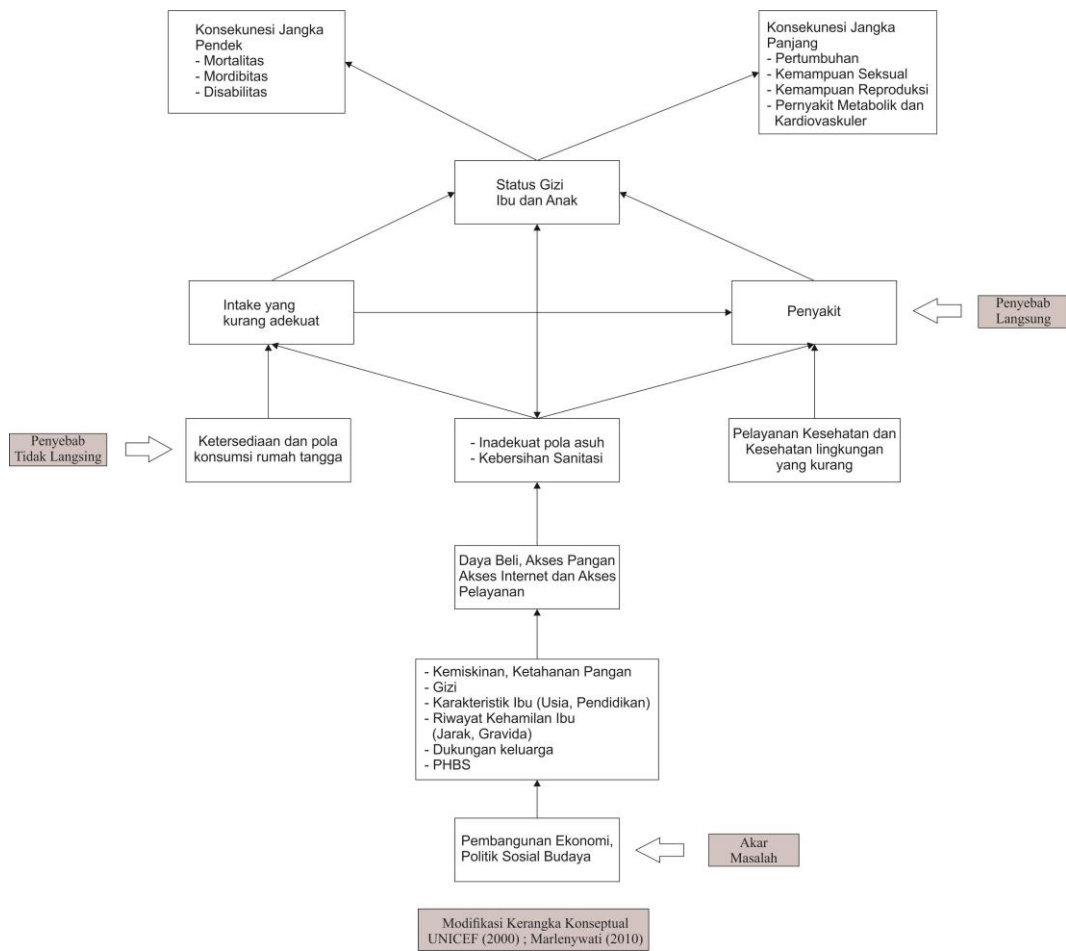 Konsekunesi Jangka
Pendek
- Mortalitas
- Mordibitas
- Disabilitas
Konsekunesi Jangka
Panjang
- Pertumbuhan
- Kemampuan Seksual
- Kemampuan Reproduksi
- Pernyakit Metabolik dan
Kardiovaskuler
Status Gizi
Ibu dan Anak
Intake yang
kurang adekuat
Penyakit
Penyebab
Langsung
Penyebab
Tidak Langsing
Ketersediaan dan pola
konsumsi rumah tangga
- Inadekuat pola asuh
- Kebersihan Sanitasi
Pelayanan Kesehatan dan
Kesehatan lingkungan
yang kurang
Daya Beli, Akses Pangan
Akses Internet dan Akses
Pelayanan
- Kemiskinan, Ketahanan Pangan
- Gizi
- Karakteristik Ibu (Usia, Pendidikan)
- Riwayat Kehamilan Ibu
(Jarak, Gravida)
- Dukungan keluarga
- PHBS
Pembangunan Ekonomi,
Politik Sosial Budaya
Akar
Masalah
Modifikasi Kerangka Konseptual
UNICEF (2000) ; Marlenywati (2010)